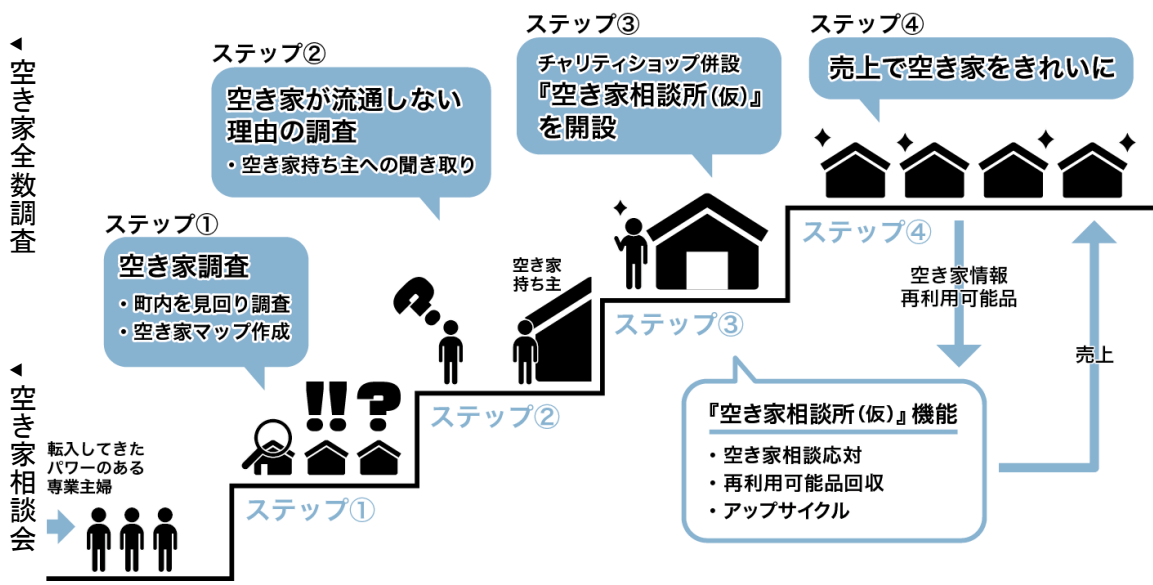 ◀空き家全数調査
◀空き家相談会
転入してきた
パワーのある
専業主婦
ステップ①
空き家調査
・町内を見回り調査
・空き家マップ作成
!! ?
ステップ①
ステップ②
空き家が流通しない
理由の調査
・空き家持ち主への聞き取り
?
空き家
持ち主
ステップ②
ステップ③
チャリティショップ併設
『空き家相談所(仮)』
を開設
ステップ③
ステップ④
売上で空き家をきれいに
ステップ④
空き家情報
再利用可能品
売上
『空き家相談所(仮)』機能
・空き家相談応対
・再利用可能品回収
・アップサイクル